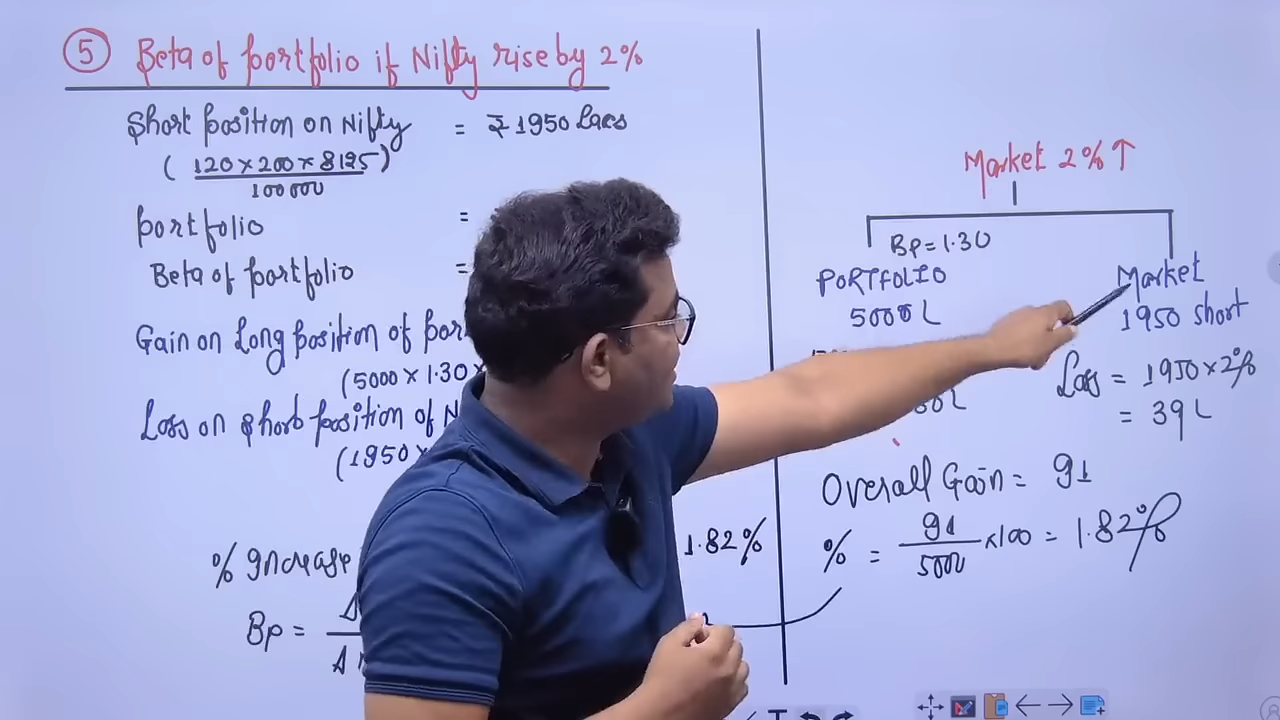 ⑤ Beta of portfolio if Nifty rise by 2%
Short position on Nifty = ₹ 1950 Lacs
( 120 × 200 × 8125 )
100000
portfolio =
Beta of portfolio =
Gain on Long position of por
(5000 × 1.30 ×
Loss on short position of N
(1950 ×
1.82%
% Increase
Bp =
Market 2% ↑
Bp = 1.30
PORTFOLIO
5000 L
Market
1950 short
Loss = 1950 × 2%
= 39 L
Overall Gain = 91
% = 91 × 100 = 1.82%
5000